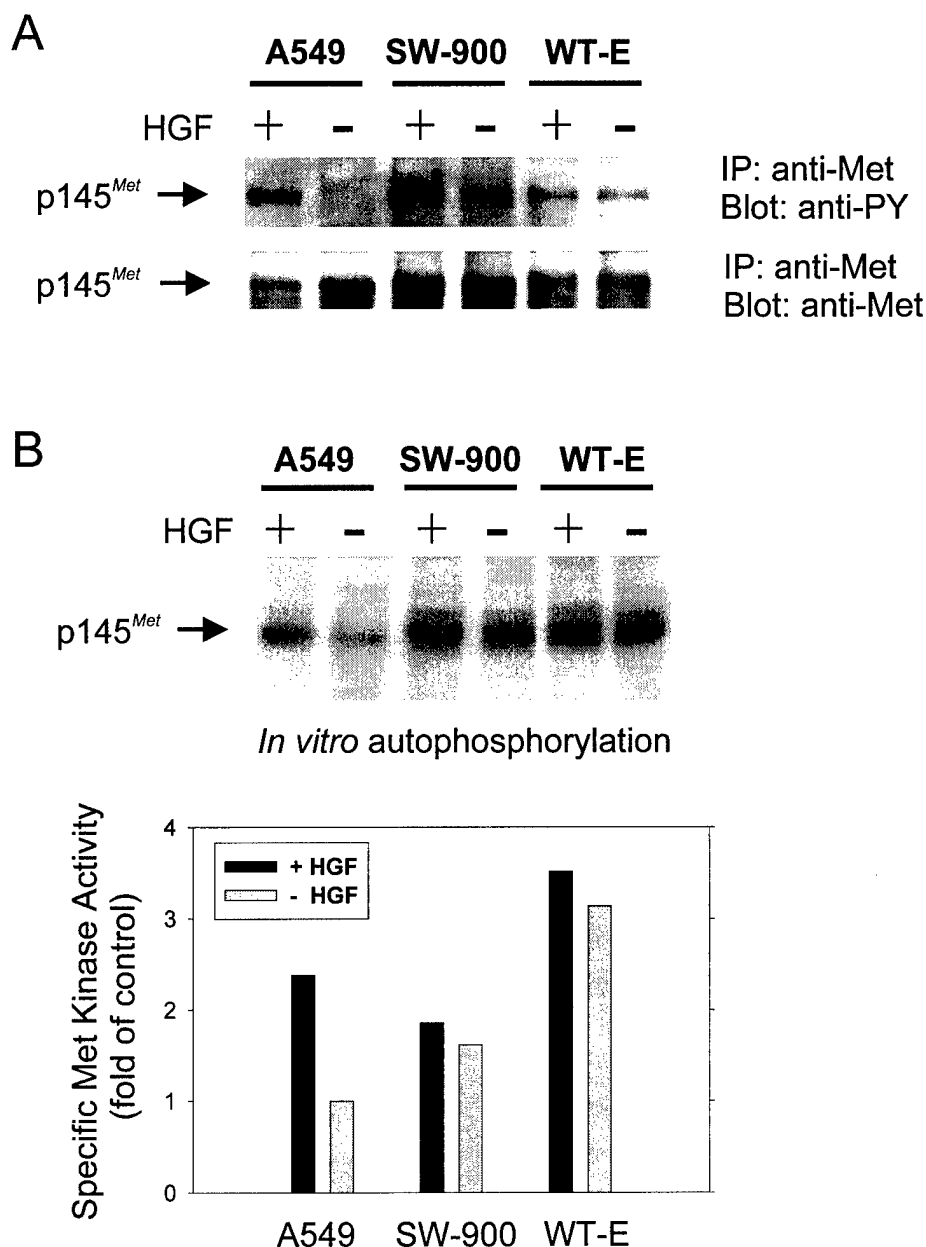 A
A549 SW-900 WT-E
HGF + - + - + -
p145Met
IP: anti-Met
Blot: anti-PY
p145Met
IP: anti-Met
Blot: anti-Met
B
A549 SW-900 WT-E
HGF + - + - + -
p145Met
In vitro autophosphorylation
Specific Met Kinase Activity
(fold of control)
4
3
2
1
0
+ HGF
- HGF
A549 SW-900 WT-E